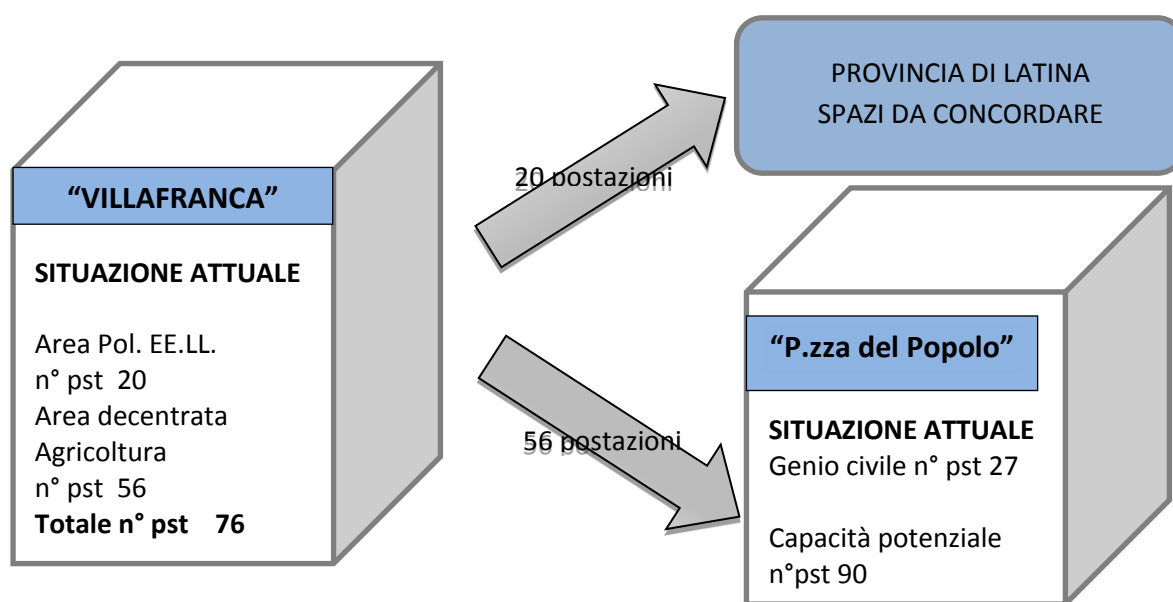 “VILLAFRANCA”
SITUAZIONE ATTUALE
Area Pol. EE.LL.
n° pst 20
Area decentrata
Agricoltura
n° pst 56
Totale n° pst 76
20 postazioni
56 postazioni
PROVINCIA DI LATINA
SPAZI DA CONCORDARE
“P.zza del Popolo”
SITUAZIONE ATTUALE
Genio civile n° pst 27
Capacità potenziale
n°pst 90